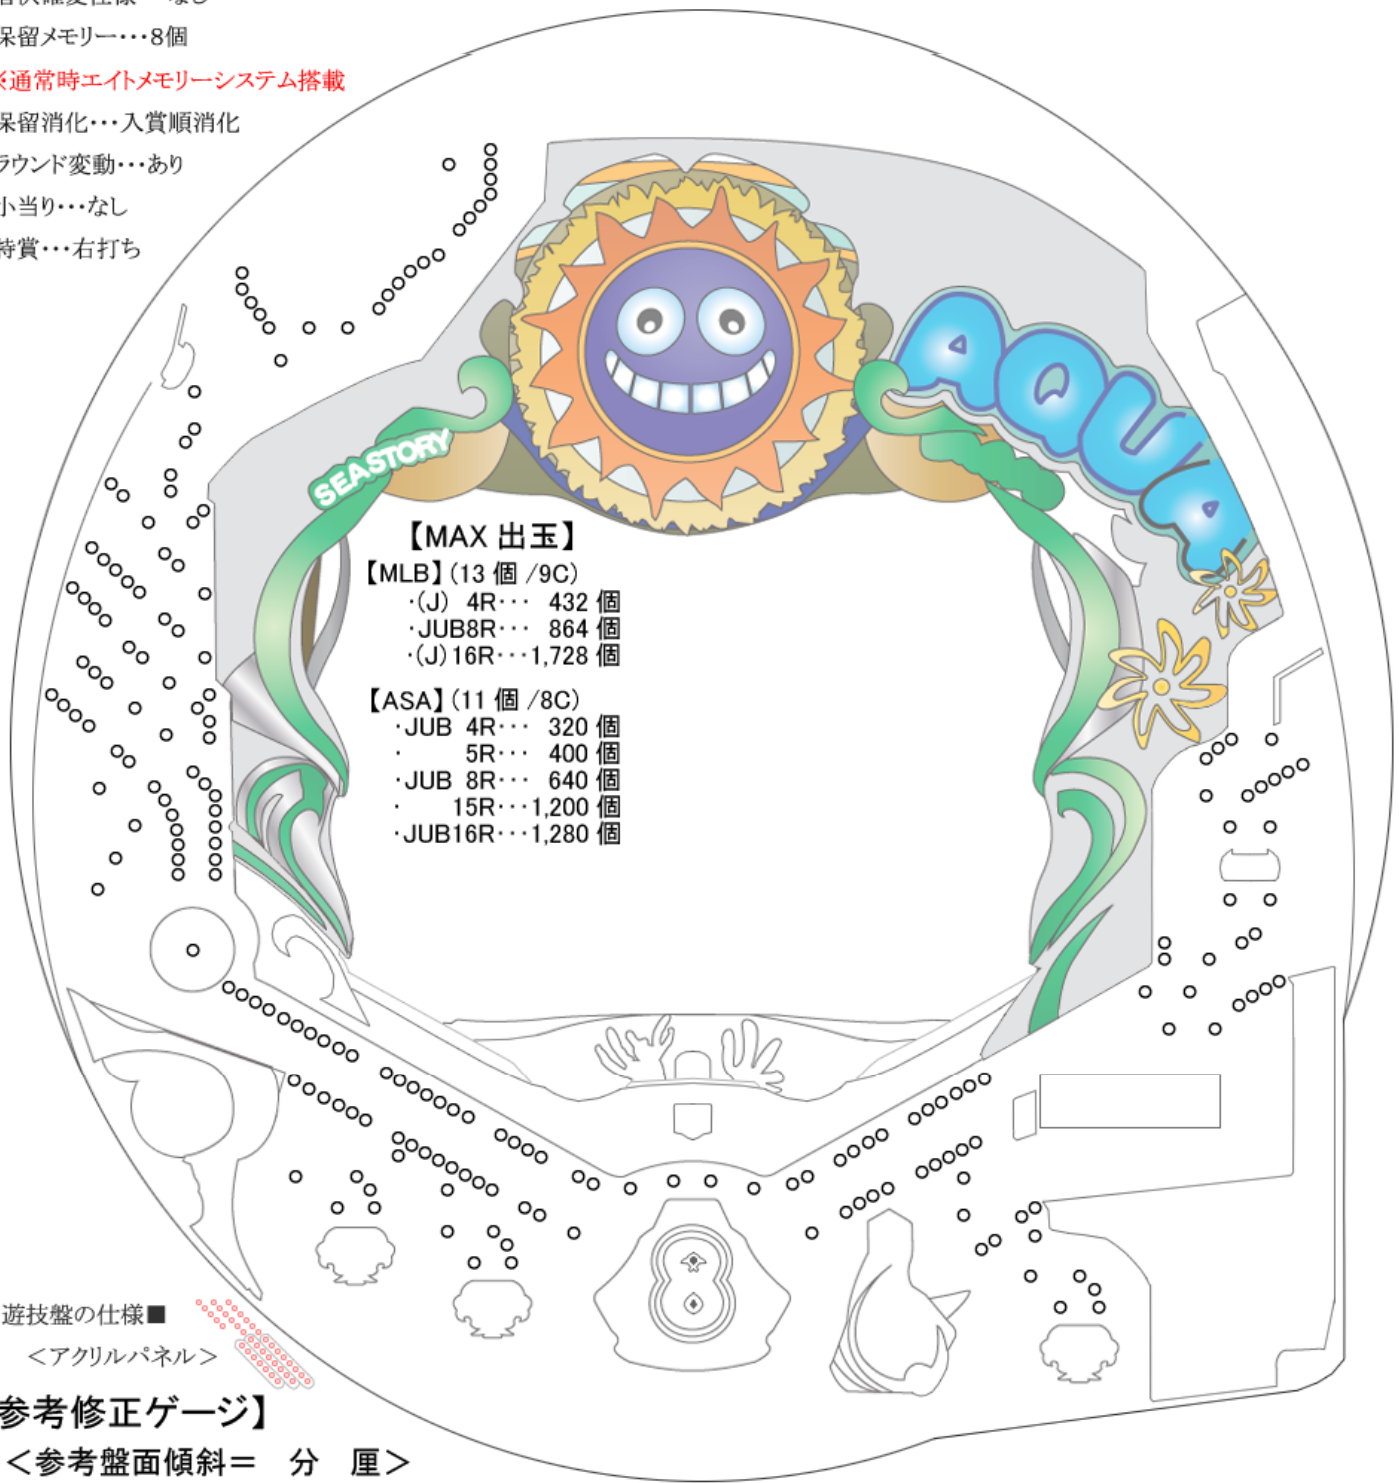 保留メモリー･･･8個
※通常時エイトメモリーシステム搭載
保留消化･･･入賞順消化
ラウンド変動･･･あり
小当り･･･なし
特賞･･･右打ち
AQUA
SEASTORY
【MAX 出玉】
【MLB】(13 個 /9C)
･(J) 4R･･･ 432 個
･JUB8R･･･ 864 個
･(J)16R･･･1,728 個
【ASA】(11 個 /8C)
･JUB 4R･･･ 320 個
･ 5R･･･ 400 個
･JUB 8R･･･ 640 個
･ 15R･･･1,200 個
･JUB16R･･･1,280 個
遊技盤の仕様■
＜アクリルパネル＞
参考修正ゲージ】
＜参考盤面傾斜＝　分　厘＞